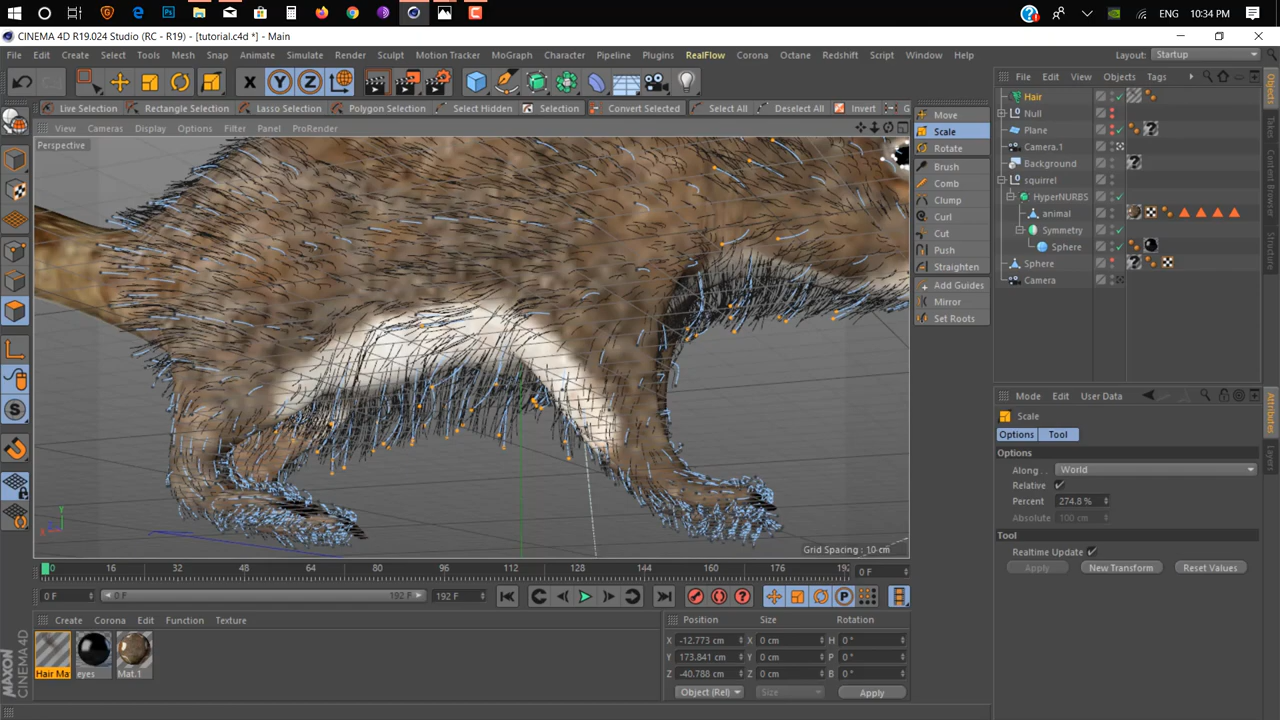 ENG 10:34 PM
CINEMA 4D R19.024 Studio (RC - R19) - [tutorial.c4d *] - Main
File Edit Create Select Tools Mesh Snap Animate Simulate Render Sculpt Motion Tracker MoGraph Character Pipeline Plugins RealFlow Corona Octane Redshift Script Window Help Layout: Startup
X Y Z
File Edit View Objects Tags
Live Selection Rectangle Selection Lasso Selection Polygon Selection Select Hidden Selection Convert Selected Select All Deselect All Invert G
View Cameras Display Options Filter Panel ProRender
Perspective
Move
Scale
Rotate
Brush
Comb
Clump
Curl
Cut
Push
Straighten
Add Guides
Mirror
Set Roots
Hair
Null
Plane
Camera.1
Background
squirrel
HyperNURBS
animal
Symmetry
Sphere
Sphere
Camera
Objects
Takes
Content Browser
Structure
Mode Edit User Data
Scale
Options Tool
Options
Along . . World
Relative
Percent 274.8 %
Absolute 100 cm
Tool
Realtime Update
Apply New Transform Reset Values
Attributes
Layers
Y
Grid Spacing : 10 cm
0 16 32 48 64 80 96 112 128 144 160 176 192 0 F
0 F 0 F 192 F 192 F
P
Create Corona Edit Function Texture
Hair Ma eyes Mat.1
Position Size Rotation
X -12.773 cm X 0 cm H 0 °
Y 173.841 cm Y 0 cm P 0 °
Z -40.788 cm Z 0 cm B 0 °
Object (Rel) Size Apply
MAXON CINEMA 4D